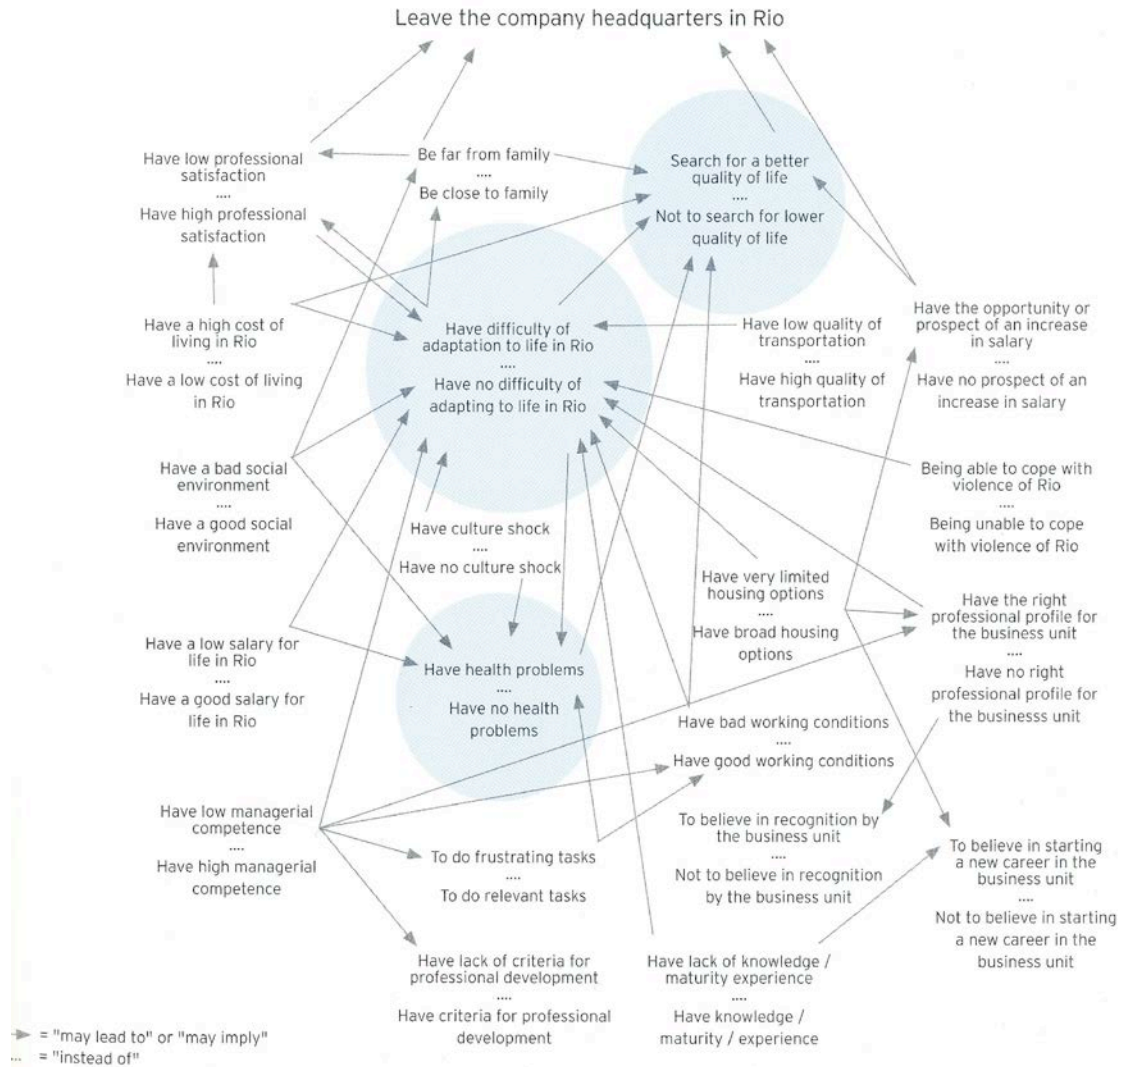 Leave the company headquarters in Rio
Have low professional
satisfaction
....
Have high professional
satisfaction
Be far from family
....
Be close to family
Search for a better
quality of life
....
Not to search for lower
quality of life
Have a high cost of
living in Rio
....
Have a low cost of living
in Rio
Have difficulty of
adaptation to life in Rio
....
Have no difficulty of
adapting to life in Rio
Have low quality of
transportation
....
Have high quality of
transportation
Have the opportunity or
prospect of an increase
in salary
....
Have no prospect of an
increase in salary
Have a bad social
environment
....
Have a good social
environment
Have culture shock
....
Have no culture shock
Being able to cope with
violence of Rio
....
Being unable to cope
with violence of Rio
Have very limited
housing options
....
Have broad housing
options
Have the right
professional profile for
the business unit
....
Have no right
professional profile for
the businesss unit
Have a low salary for
life in Rio
....
Have a good salary for
life in Rio
Have health problems
....
Have no health
problems
Have bad working conditions
....
Have good working conditions
Have low managerial
competence
....
Have high managerial
competence
To do frustrating tasks
....
To do relevant tasks
To believe in recognition by
the business unit
....
Not to believe in recognition
by the business unit
To believe in starting
a new career in the
business unit
....
Not to believe in starting
a new career in the
business unit
Have lack of criteria for
professional development
....
Have criteria for professional
development
Have lack of knowledge /
maturity experience
....
Have knowledge /
maturity / experience
= "may lead to" or "may imply"
... = "instead of"